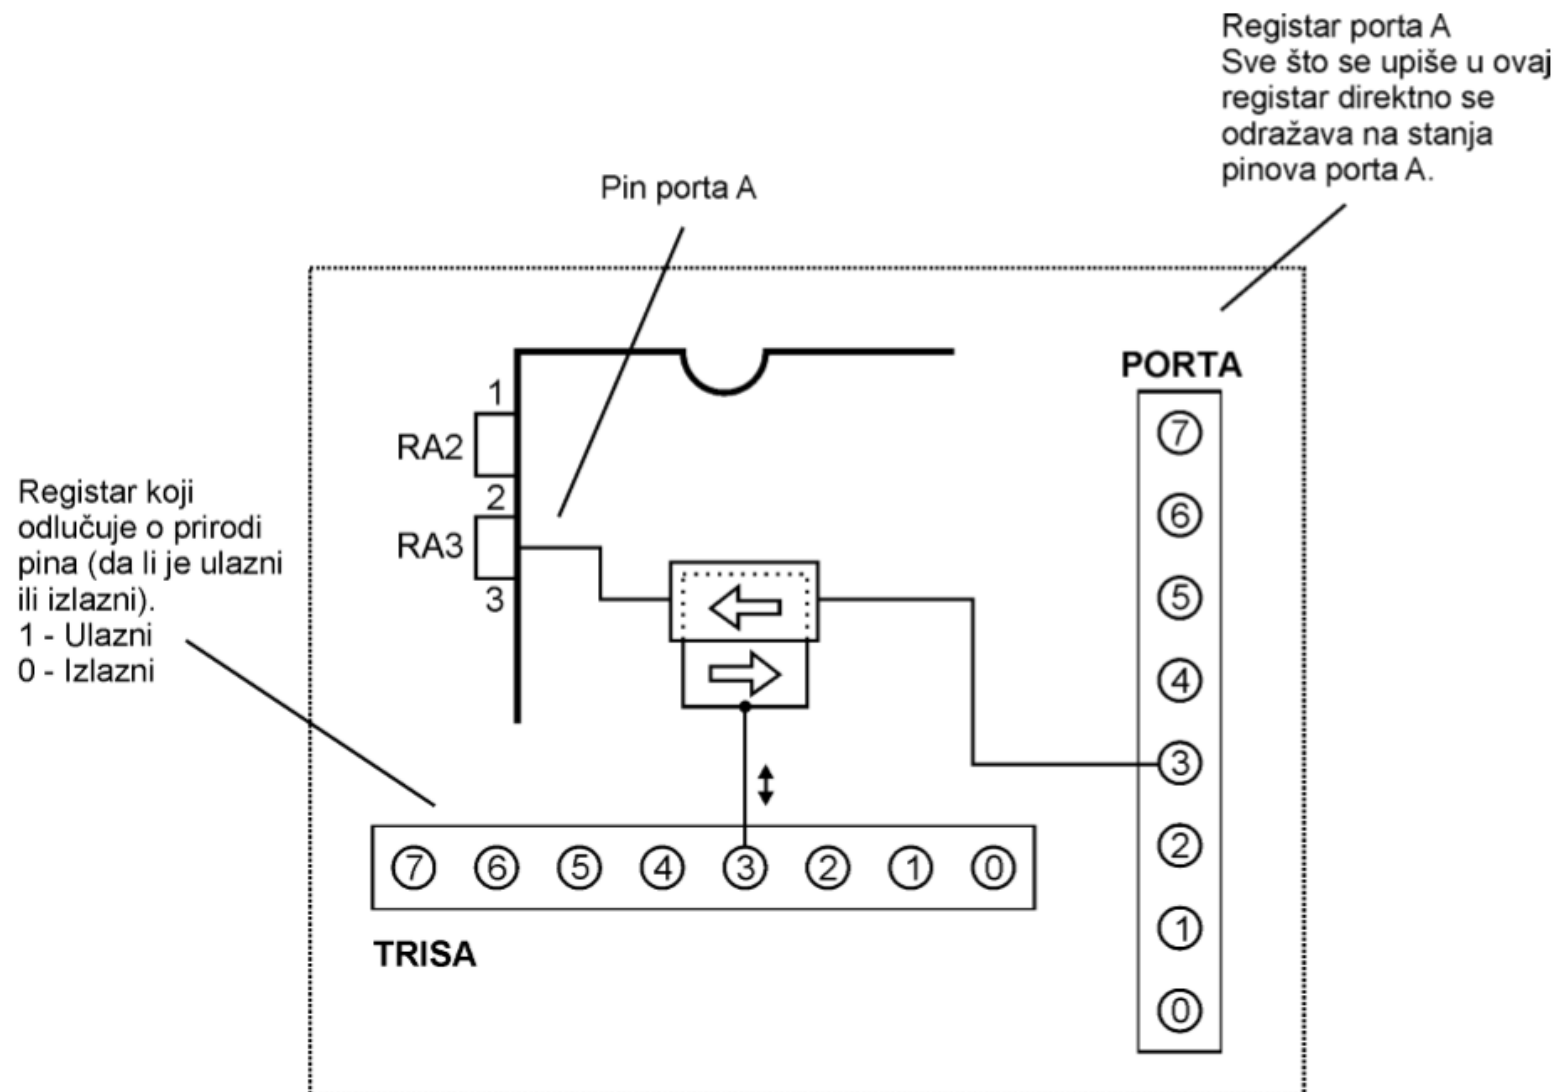 Registar porta A
Sve što se upiše u ovaj
registar direktno se
odražava na stanja
pinova porta A.
Pin porta A
PORTA
1
RA2
2
RA3
3
Registar koji
odlučuje o prirodi
pina (da li je ulazni
ili izlazni).
1 - Ulazni
0 - Izlazni
7
6
5
4
3
2
1
0
7 6 5 4 3 2 1 0
TRISA